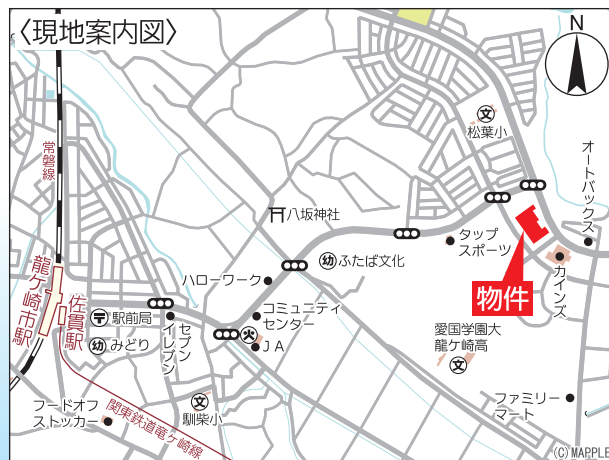 〈現地案内図〉
N
文
松葉小
常磐線
オートバックス
八坂神社
タップ
スポーツ
幼
ふたば文化
カインズ
ハローワーク
物件
龍ケ崎市駅
佐貫駅
駅前局
セブン
イレブン
コミュニティ
センター
火
JA
愛国学園大
龍ケ崎高
文
幼
みどり
文
馴柴小
関東鉄道竜ヶ崎線
フードオフ
ストッカー
ファミリー
マート
(C)MAPPLE